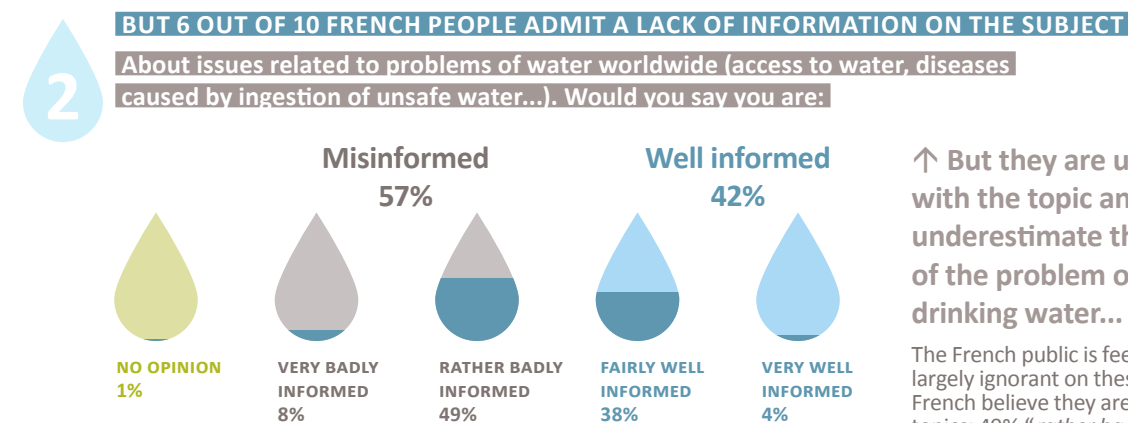 BUT 6 OUT OF 10 FRENCH PEOPLE ADMIT A LACK OF INFORMATION ON THE SUBJECT
2
About issues related to problems of water worldwide (access to water, diseases
caused by ingestion of unsafe water...). Would you say you are:
Misinformed
57%
Well informed
42%
NO OPINION
1%
VERY BADLY
INFORMED
8%
RATHER BADLY
INFORMED
49%
FAIRLY WELL
INFORMED
38%
VERY WELL
INFORMED
4%
↑ But they are u
with the topic an
underestimate th
of the problem o
drinking water...
The French public is fee
largely ignorant on thes
French believe they are